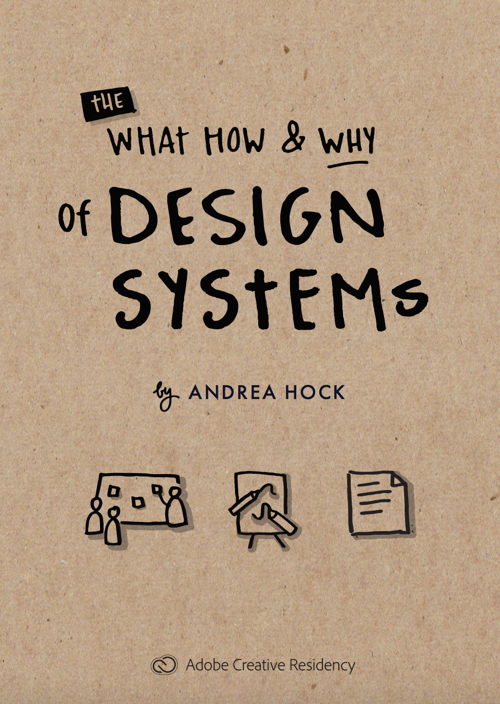 THE
WHAT HOW & WHY
Of DESIGN
SYSTEMs
by ANDREA HOCK
Adobe Creative Residency